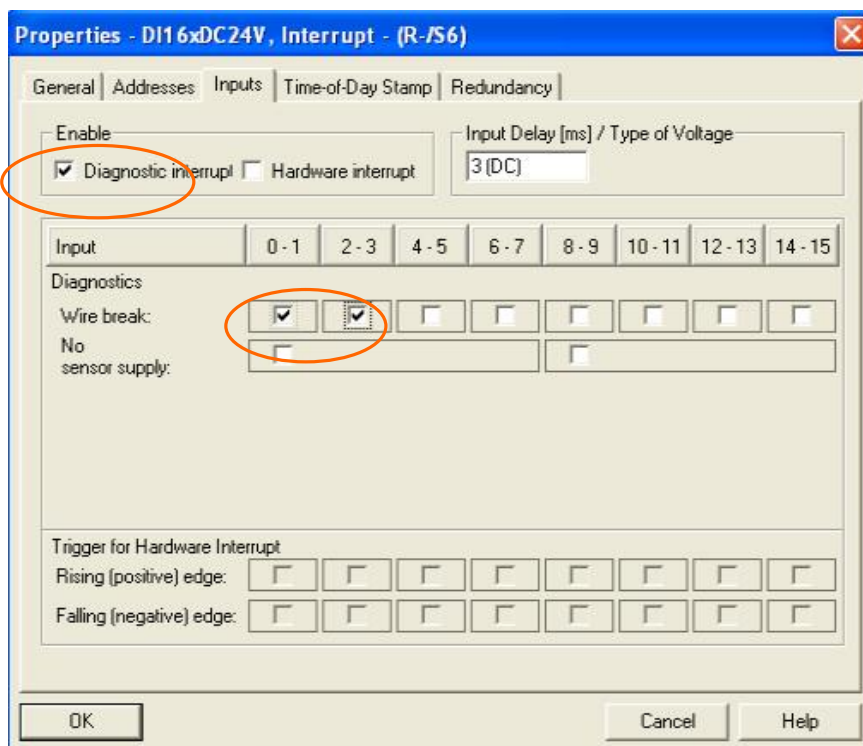 Properties - DI16xDC24V, Interrupt - (R-/S6)
General Addresses Inputs Time-of-Day Stamp Redundancy
Enable
Input Delay [ms] / Type of Voltage
Diagnostic interrupt Hardware interrupt
3 (DC)
Input 0 - 1 2 - 3 4 - 5 6 - 7 8 - 9 10 - 11 12 - 13 14 - 15
Diagnostics
Wire break:
No
sensor supply:
Trigger for Hardware Interrupt
Rising (positive) edge:
Falling (negative) edge:
OK Cancel Help